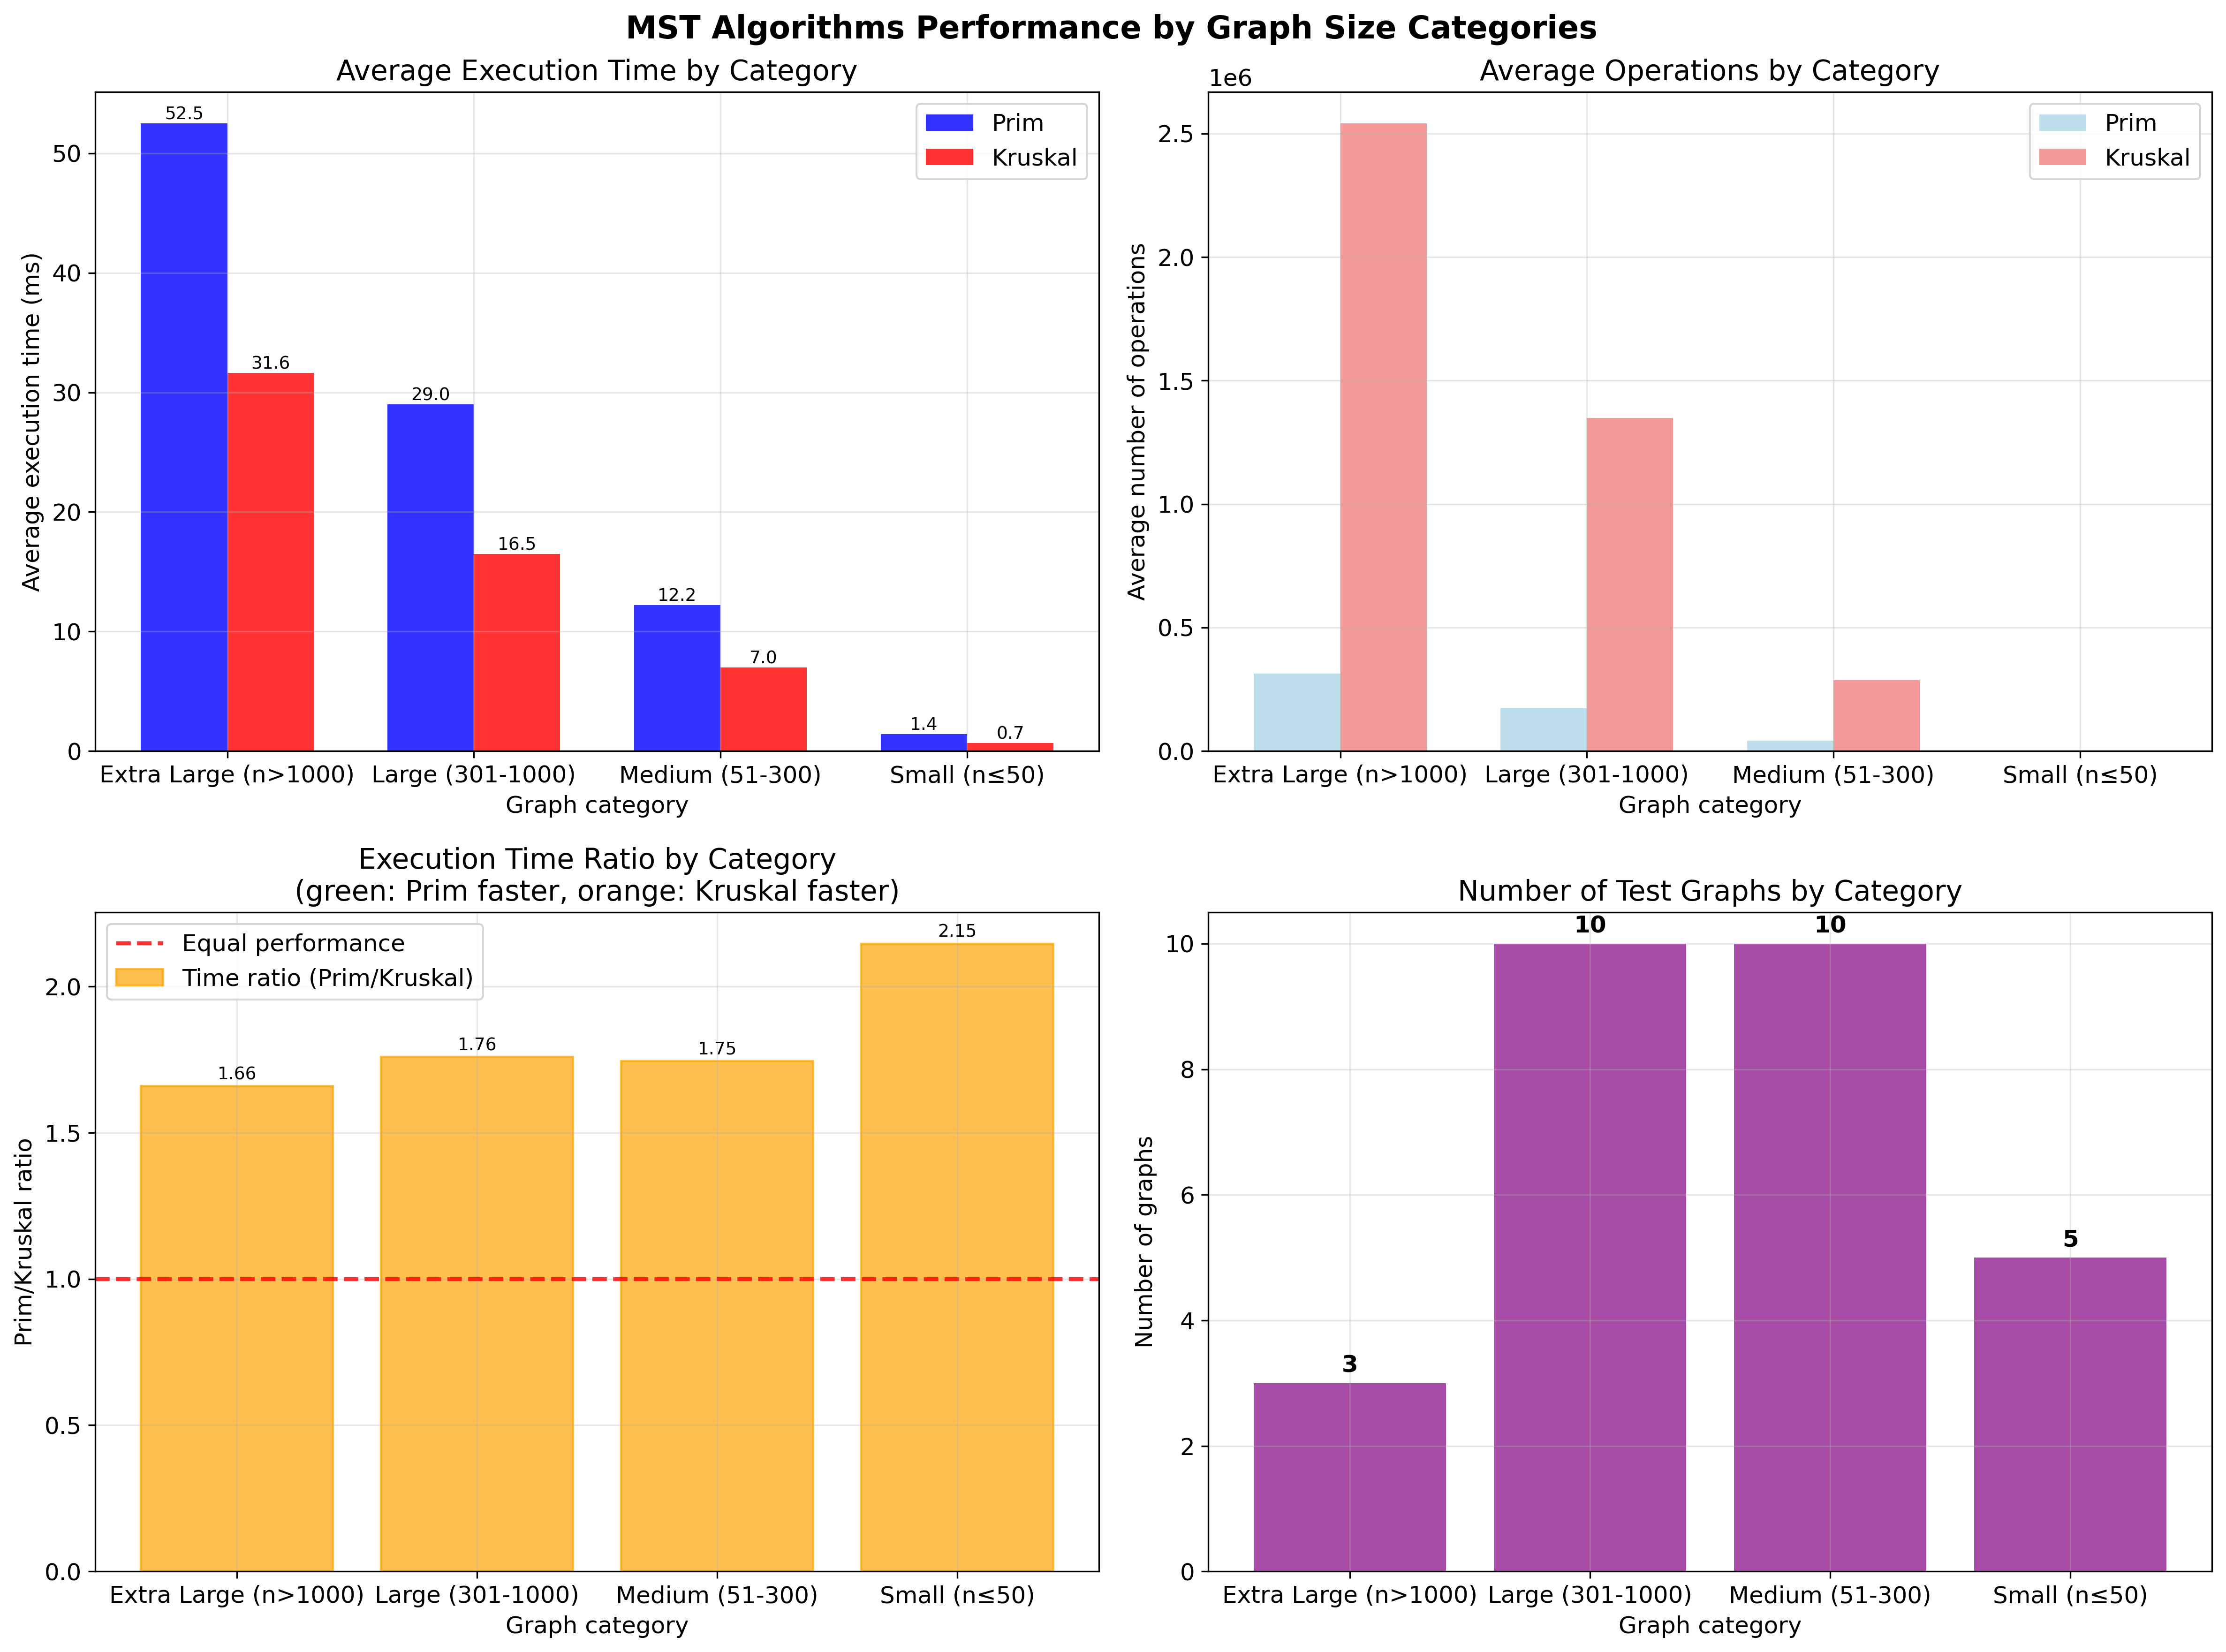 MST Algorithms Performance by Graph Size Categories
Average Execution Time by Category
Average execution time (ms)
50
40
30
20
10
0
52.5
31.6
29.0
16.5
12.2
7.0
1.4
0.7
Prim
Kruskal
Extra Large (n>1000) Large (301-1000) Medium (51-300) Small (n≤50)
Graph category
Average Operations by Category
1e6
Average number of operations
2.5
2.0
1.5
1.0
0.5
0.0
Prim
Kruskal
Extra Large (n>1000) Large (301-1000) Medium (51-300) Small (n≤50)
Graph category
Execution Time Ratio by Category
(green: Prim faster, orange: Kruskal faster)
Prim/Kruskal ratio
2.0
1.5
1.0
0.5
0.0
Equal performance
Time ratio (Prim/Kruskal)
1.66
1.76
1.75
2.15
Extra Large (n>1000) Large (301-1000) Medium (51-300) Small (n≤50)
Graph category
Number of Test Graphs by Category
Number of graphs
10
8
6
4
2
0
3
10
10
5
Extra Large (n>1000) Large (301-1000) Medium (51-300) Small (n≤50)
Graph category